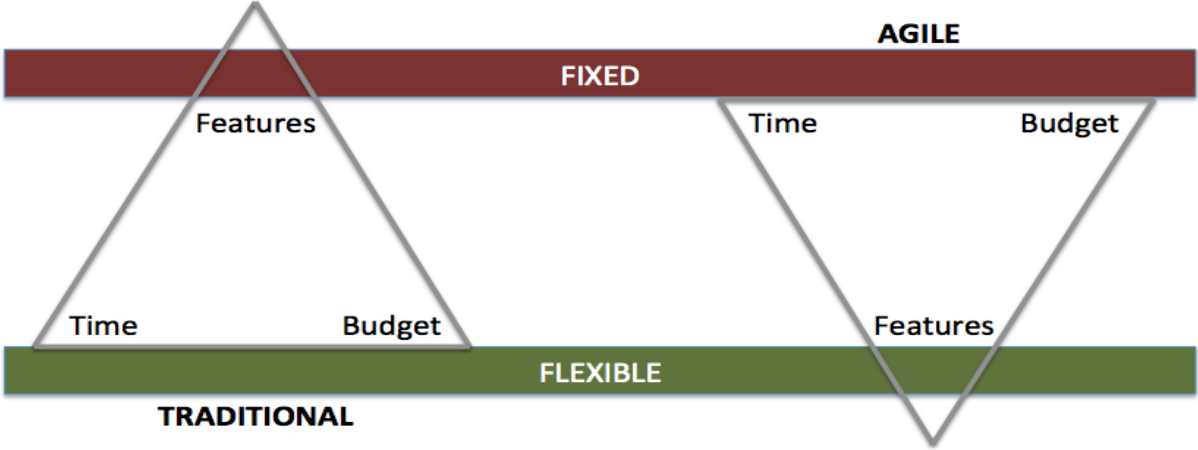 AGILE
FIXED
Features
Time Budget
Time Budget
Features
FLEXIBLE
TRADITIONAL